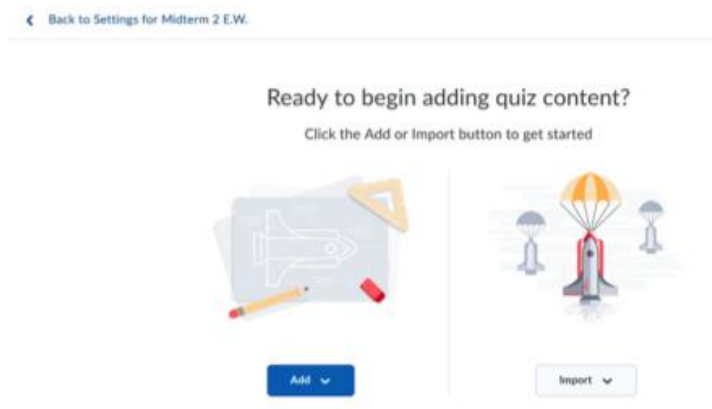 Back to Settings for Midterm 2 E.W.
Ready to begin adding quiz content?
Click the Add or Import button to get started
Add
Import